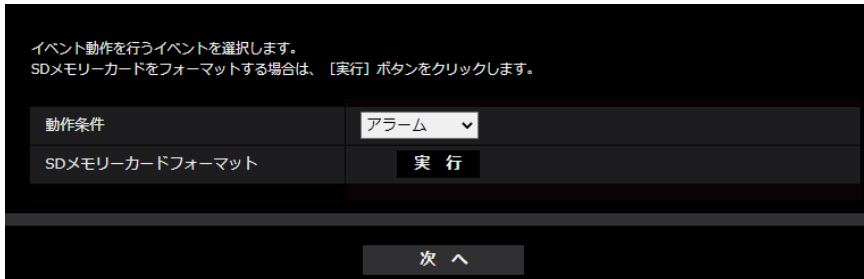 イベント動作を行うイベントを選択します。
SDメモリーカードをフォーマットする場合は、［実行］ボタンをクリックします。
動作条件 アラーム
SDメモリーカードフォーマット 実 行
次 へ